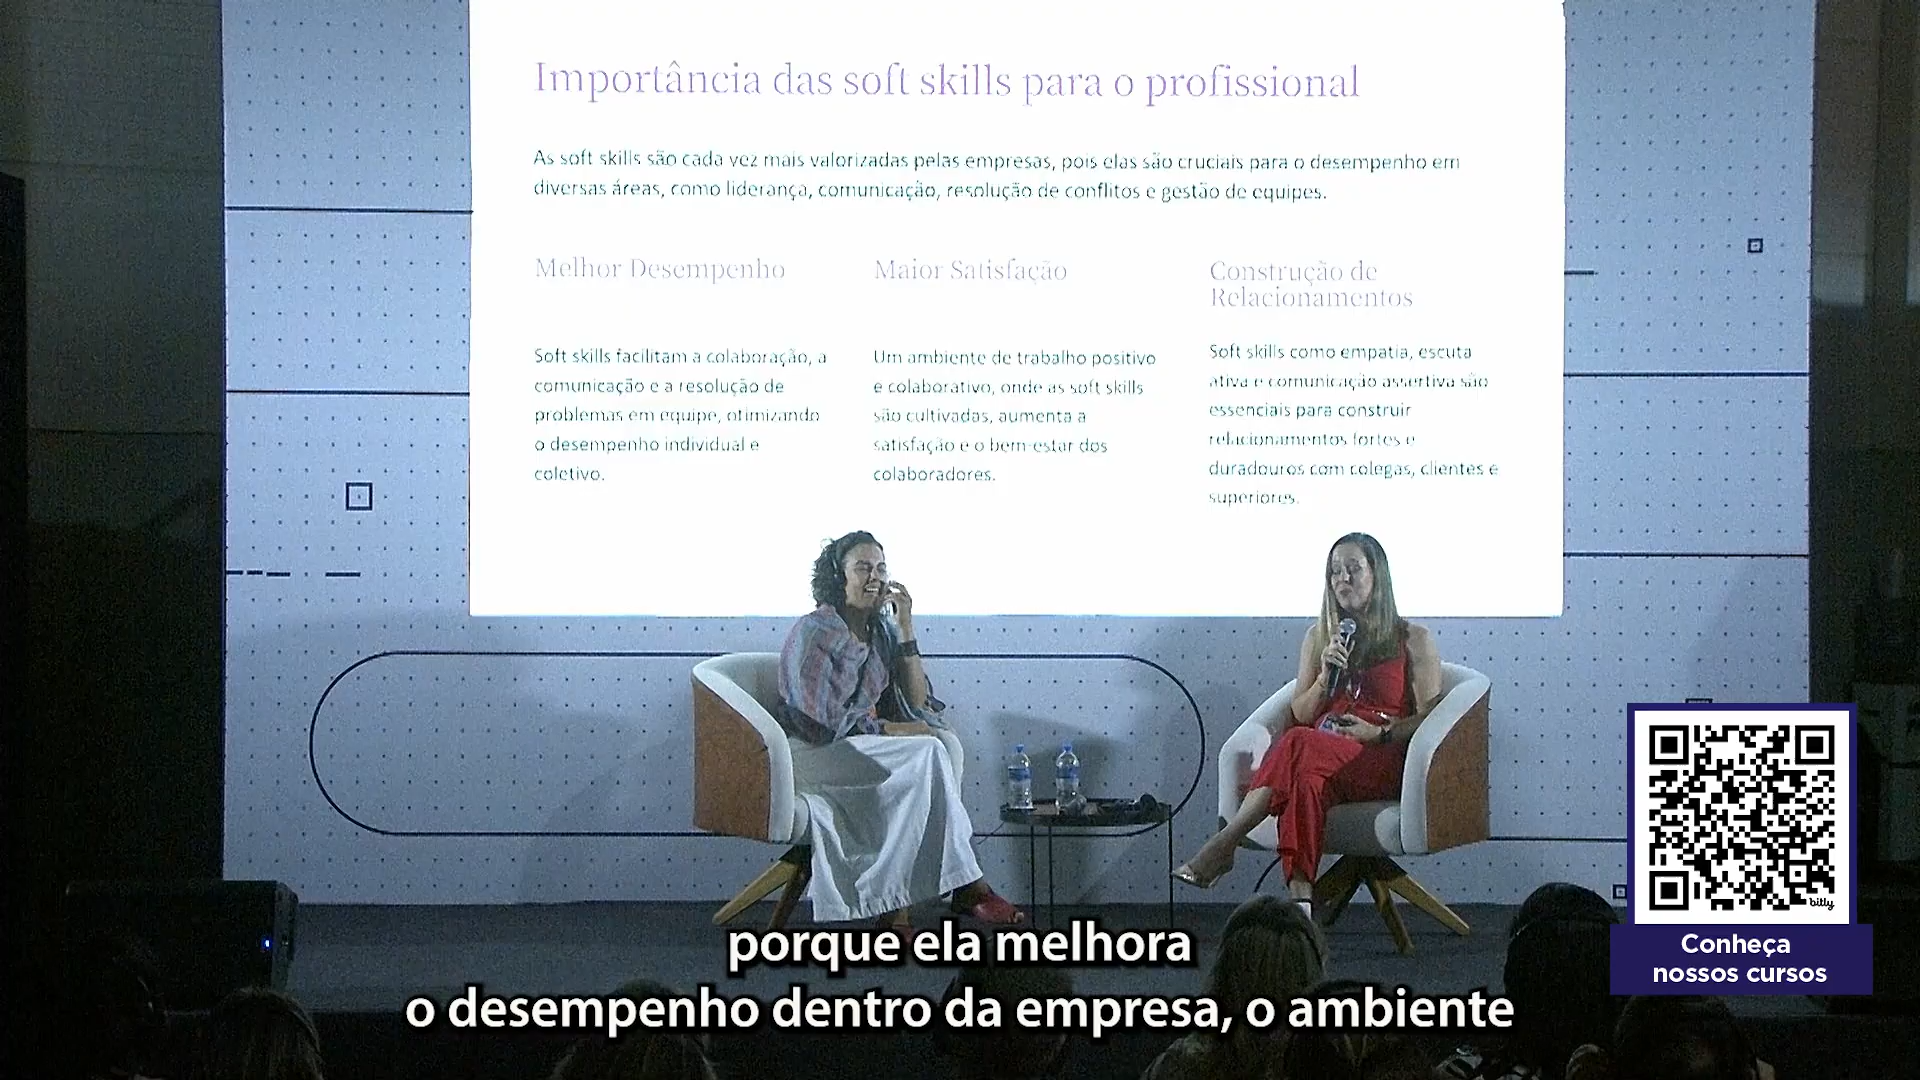 Importância das soft skills para o profissional
As soft skills são cada vez mais valorizadas pelas empresas, pois elas são cruciais para o desempenho em
diversas áreas, como liderança, comunicação, resolução de conflitos e gestão de equipes.
Melhor Desempenho
Soft skills facilitam a colaboração, a
comunicação e a resolução de
problemas em equipe, otimizando
o desempenho individual e
coletivo.
Maior Satisfação
Um ambiente de trabalho positivo
e colaborativo, onde as soft skills
são cultivadas, aumenta a
satisfação e o bem-estar dos
colaboradores.
Construção de
Relacionamentos
Soft skills como empatia, escuta
ativa e comunicação assertiva são
essenciais para construir
relacionamentos fortes e
duradouros com colegas, clientes e
superiores.
bitly
Conheça
nossos cursos
porque ela melhora
o desempenho dentro da empresa, o ambiente